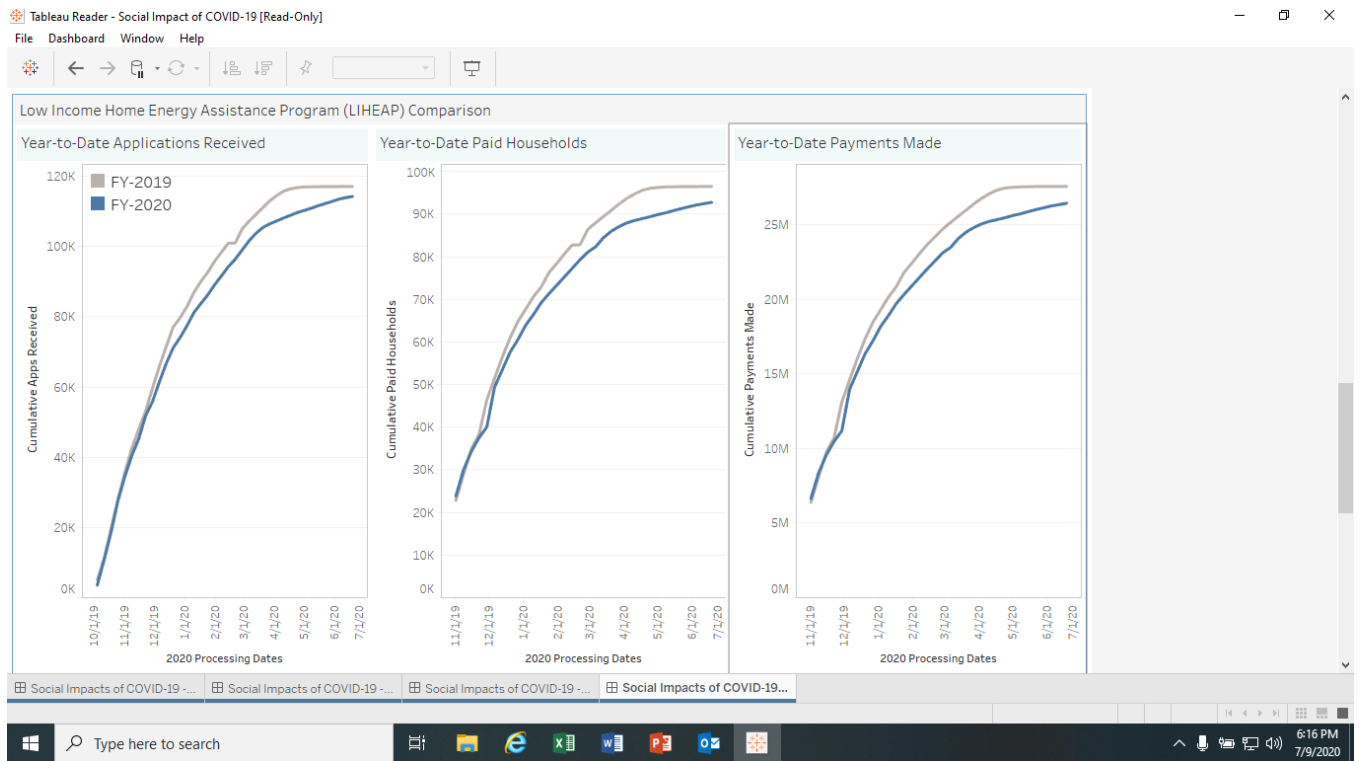 Tableau Reader - Social Impact of COVID-19 [Read-Only]
File Dashboard Window Help
Low Income Home Energy Assistance Program (LIHEAP) Comparison
Year-to-Date Applications Received
120K
100K
80K
60K
40K
20K
0K
FY-2019
FY-2020
Cumulative Apps Received
10/1/19
11/1/19
12/1/19
1/1/20
2/1/20
3/1/20
4/1/20
5/1/20
6/1/20
7/1/20
2020 Processing Dates
Year-to-Date Paid Households
100K
90K
80K
70K
60K
50K
40K
30K
20K
10K
0K
Cumulative Paid Households
11/1/19
12/1/19
1/1/20
2/1/20
3/1/20
4/1/20
5/1/20
6/1/20
7/1/20
2020 Processing Dates
Year-to-Date Payments Made
25M
20M
15M
10M
5M
0M
Cumulative Payments Made
11/1/19
12/1/19
1/1/20
2/1/20
3/1/20
4/1/20
5/1/20
6/1/20
7/1/20
2020 Processing Dates
Social Impacts of COVID-19 -...
Social Impacts of COVID-19 -...
Social Impacts of COVID-19 -...
Social Impacts of COVID-19...
Type here to search
6:16 PM
7/9/2020